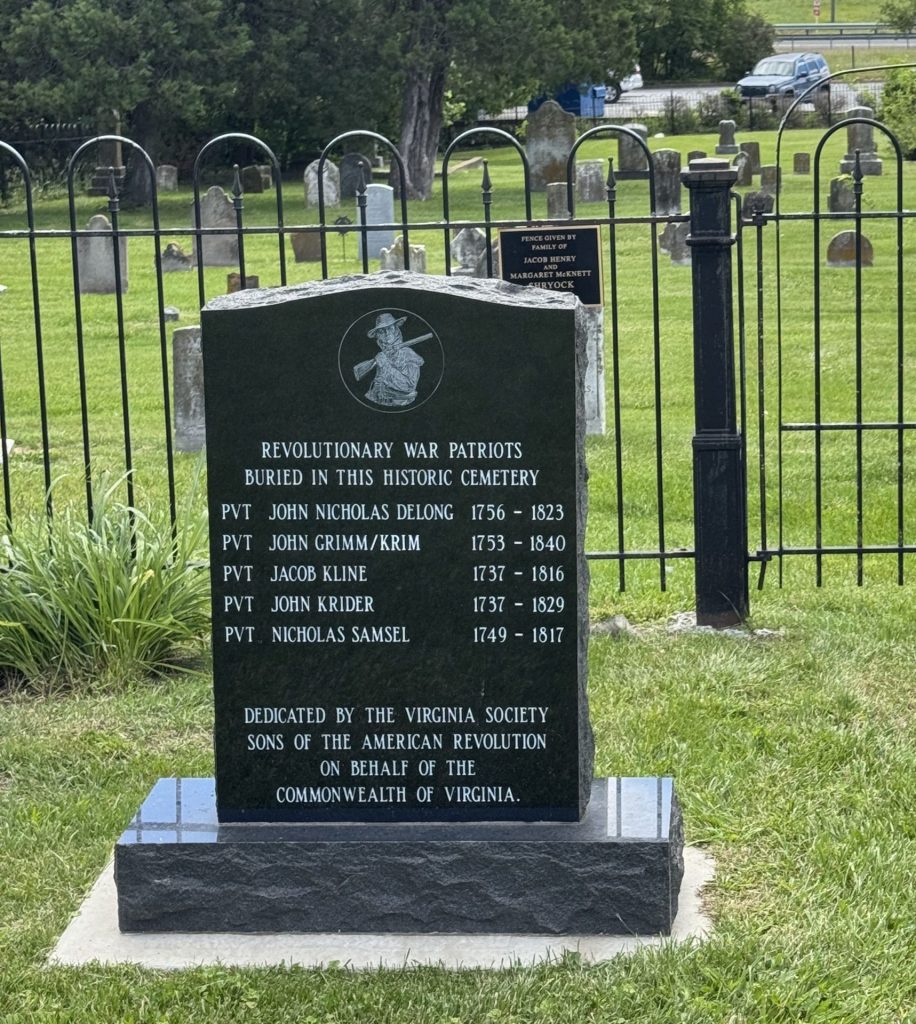 FENCE GIVEN BY
FAMILY OF
JACOB HENRY
AND
MARGARET McKNETT
SHRYOCK
REVOLUTIONARY WAR PATRIOTS
BURIED IN THIS HISTORIC CEMETERY
PVT JOHN NICHOLAS DELONG 1756 - 1823
PVT JOHN GRIMM/KRIM 1753 - 1840
PVT JACOB KLINE 1737 - 1816
PVT JOHN KRIDER 1737 - 1829
PVT NICHOLAS SAMSEL 1749 - 1817
DEDICATED BY THE VIRGINIA SOCIETY
SONS OF THE AMERICAN REVOLUTION
ON BEHALF OF THE
COMMONWEALTH OF VIRGINIA.